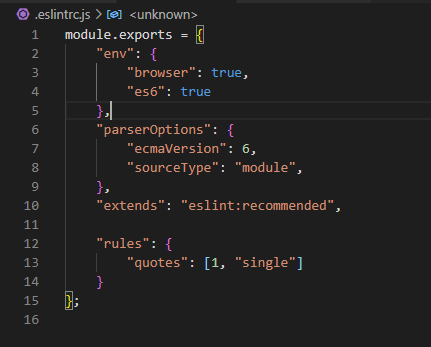 .eslintrc.js > <unknown>
1 module.exports = {
2     "env": {
3         "browser": true,
4         "es6": true
5     },
6     "parserOptions": {
7         "ecmaVersion": 6,
8         "sourceType": "module",
9     },
10     "extends": "eslint:recommended",
11
12     "rules": {
13         "quotes": [1, "single"]
14     }
15 };
16